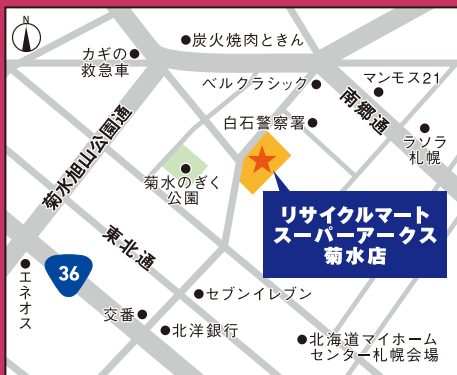 N
炭火焼肉ときん
カギの
救急車
ベルクラシック
マンモス21
南郷通
白石警察署
ラソラ
札幌
菊水旭山公園通
菊水のぎく
公園
リサイクルマート
スーパーアークス
菊水店
東北通
36
エネオス
セブンイレブン
交番
北洋銀行
北海道マイホーム
センター札幌会場